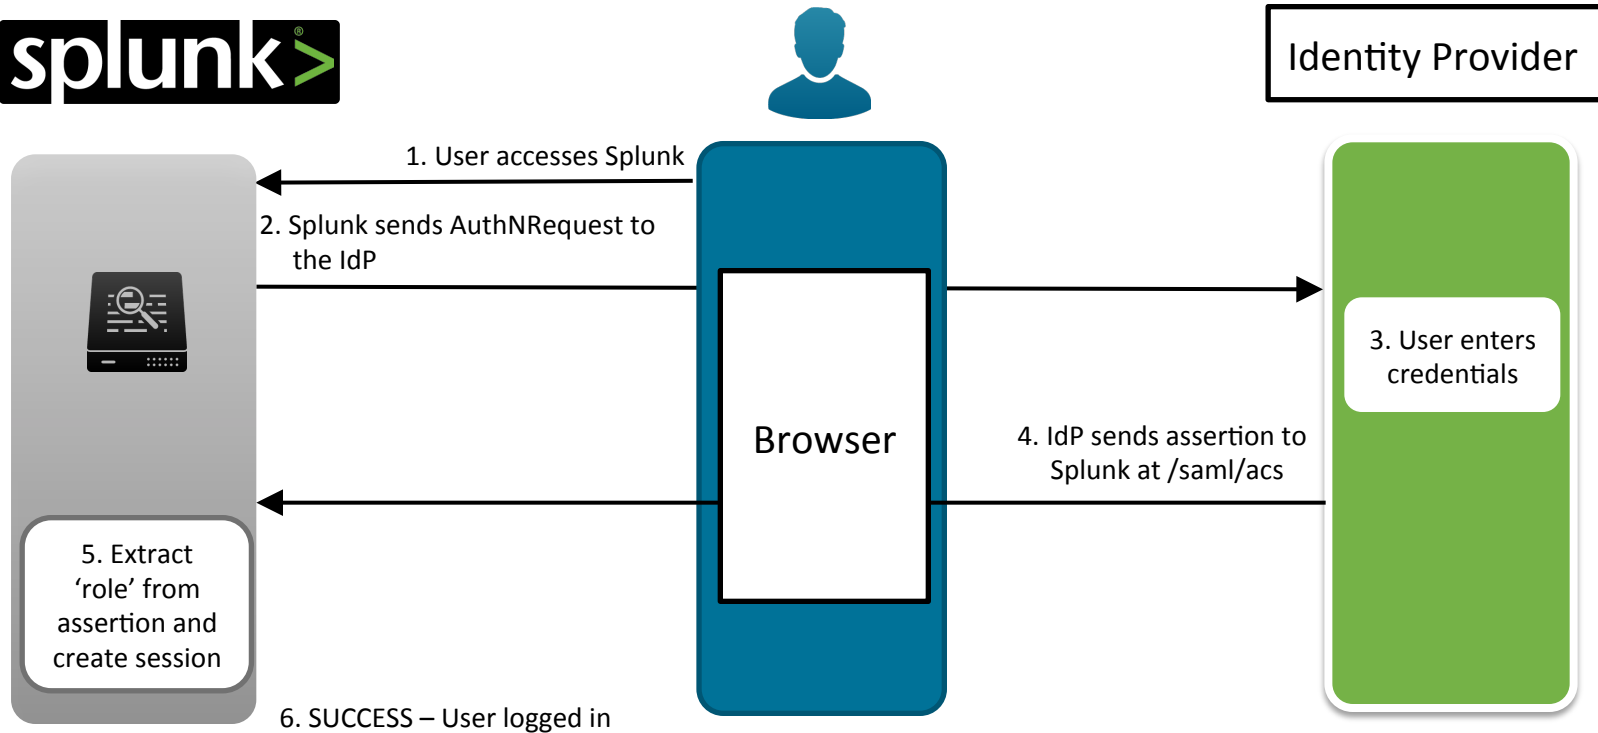 splunk>®
Identity Provider
1. User accesses Splunk
2. Splunk sends AuthNRequest to
the IdP
3. User enters
credentials
Browser
4. IdP sends assertion to
Splunk at /saml/acs
5. Extract
‘role’ from
assertion and
create session
6. SUCCESS – User logged in